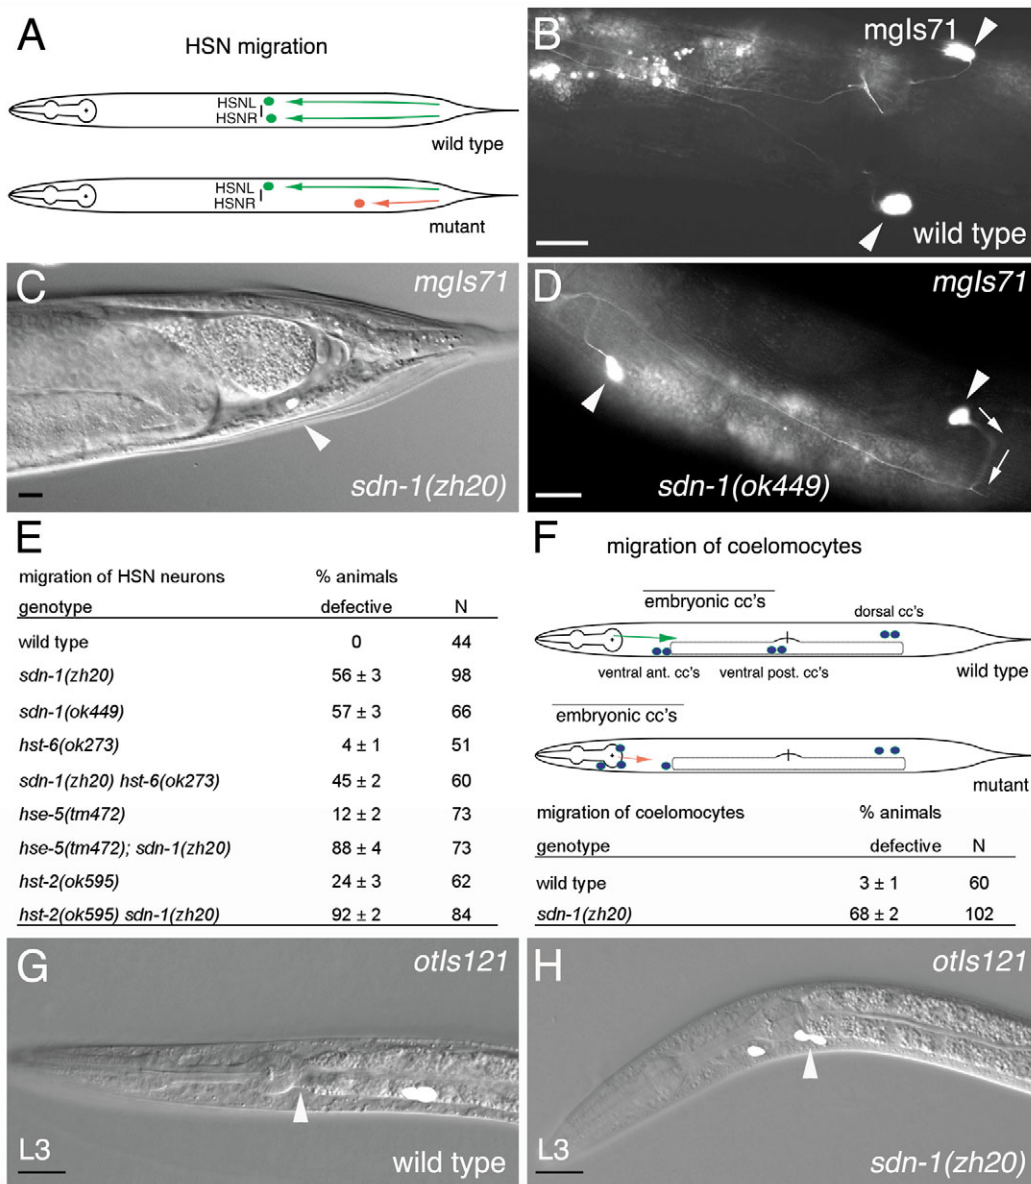 A
HSN migration
HSNL
HSNR
wild type
HSNL
HSNR
mutant
B
mgIs71
wild type
C
mgIs71
sdn-1(zh20)
D
mgIs71
sdn-1(ok449)
E
migration of HSN neurons % animals
genotype defective N
wild type 0 44
sdn-1(zh20) 56 ± 3 98
sdn-1(ok449) 57 ± 3 66
hst-6(ok273) 4 ± 1 51
sdn-1(zh20) hst-6(ok273) 45 ± 2 60
hse-5(tm472) 12 ± 2 73
hse-5(tm472); sdn-1(zh20) 88 ± 4 73
hst-2(ok595) 24 ± 3 62
hst-2(ok595) sdn-1(zh20) 92 ± 2 84
F
migration of coelomocytes
embryonic cc's
dorsal cc's
ventral ant. cc's ventral post. cc's
wild type
embryonic cc's
mutant
migration of coelomocytes % animals
genotype defective N
wild type 3 ± 1 60
sdn-1(zh20) 68 ± 2 102
G
otIs121
L3
wild type
H
otIs121
L3
sdn-1(zh20)